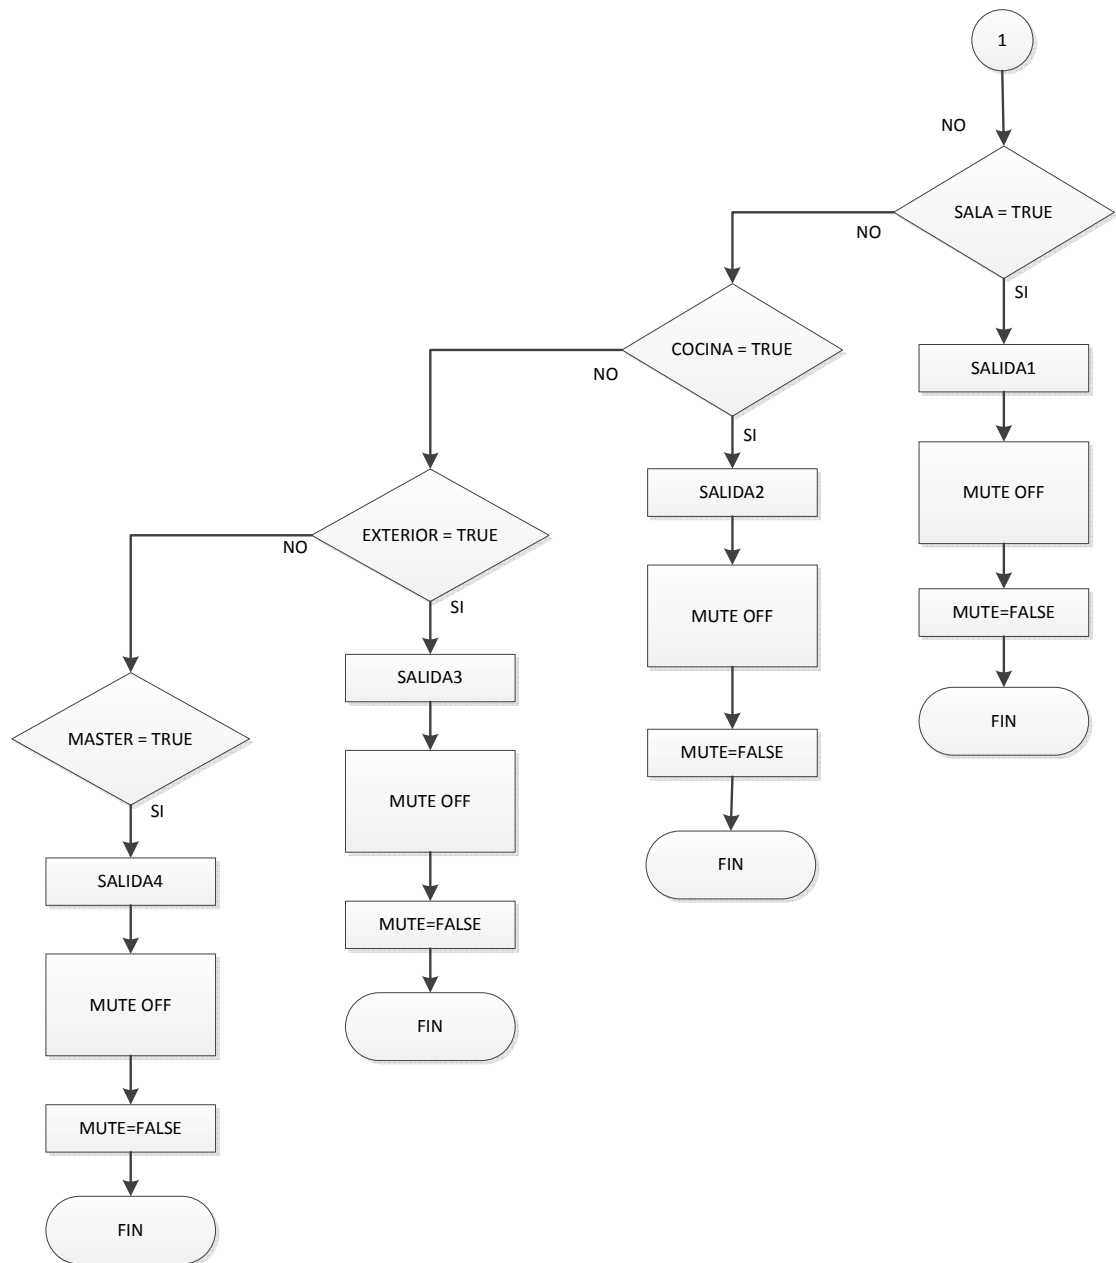 1
NO
SALA = TRUE
NO
SI
COCINA = TRUE
SALIDA1
NO
SI
SALIDA2
MUTE OFF
EXTERIOR = TRUE
NO
SI
MUTE OFF
MUTE=FALSE
SALIDA3
FIN
MASTER = TRUE
MUTE=FALSE
MUTE OFF
SI
FIN
SALIDA4
MUTE=FALSE
MUTE OFF
FIN
MUTE=FALSE
FIN